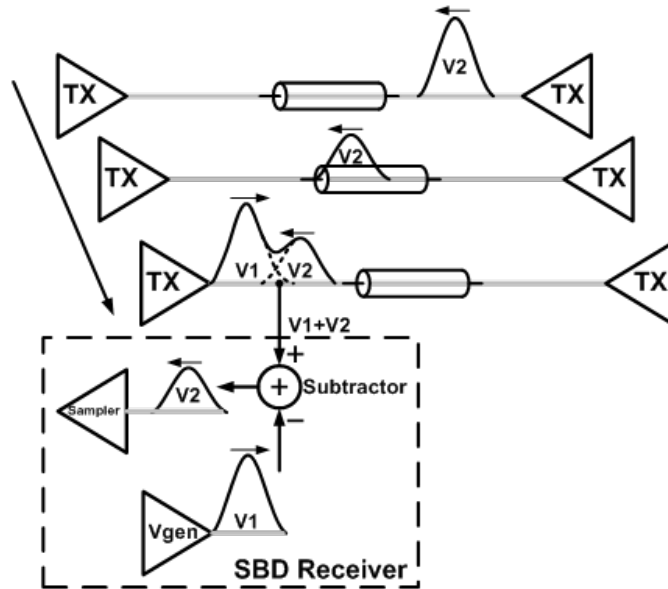 TX
V2
TX
V2
TX
TX
TX
V1 V2
TX
V1+V2
+
+ Subtractor
Sampler
V2
−
Vgen
V1
SBD Receiver